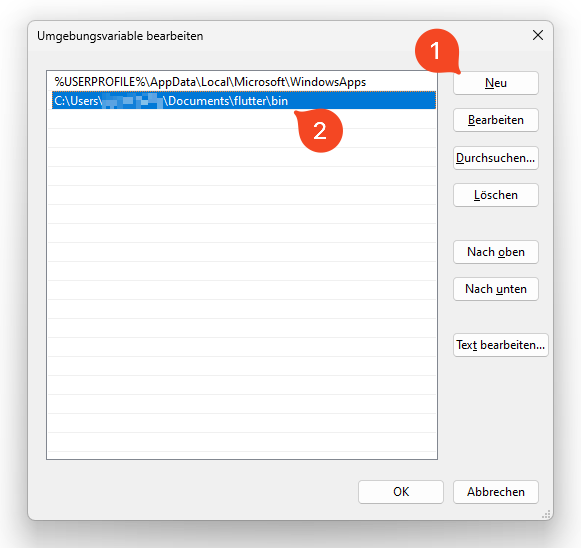 Umgebungsvariable bearbeiten
1
%USERPROFILE%\AppData\Local\Microsoft\WindowsApps
Neu
C:\Users\ \Documents\flutter\bin
2
Bearbeiten
Durchsuchen...
Löschen
Nach oben
Nach unten
Text bearbeiten...
OK
Abbrechen